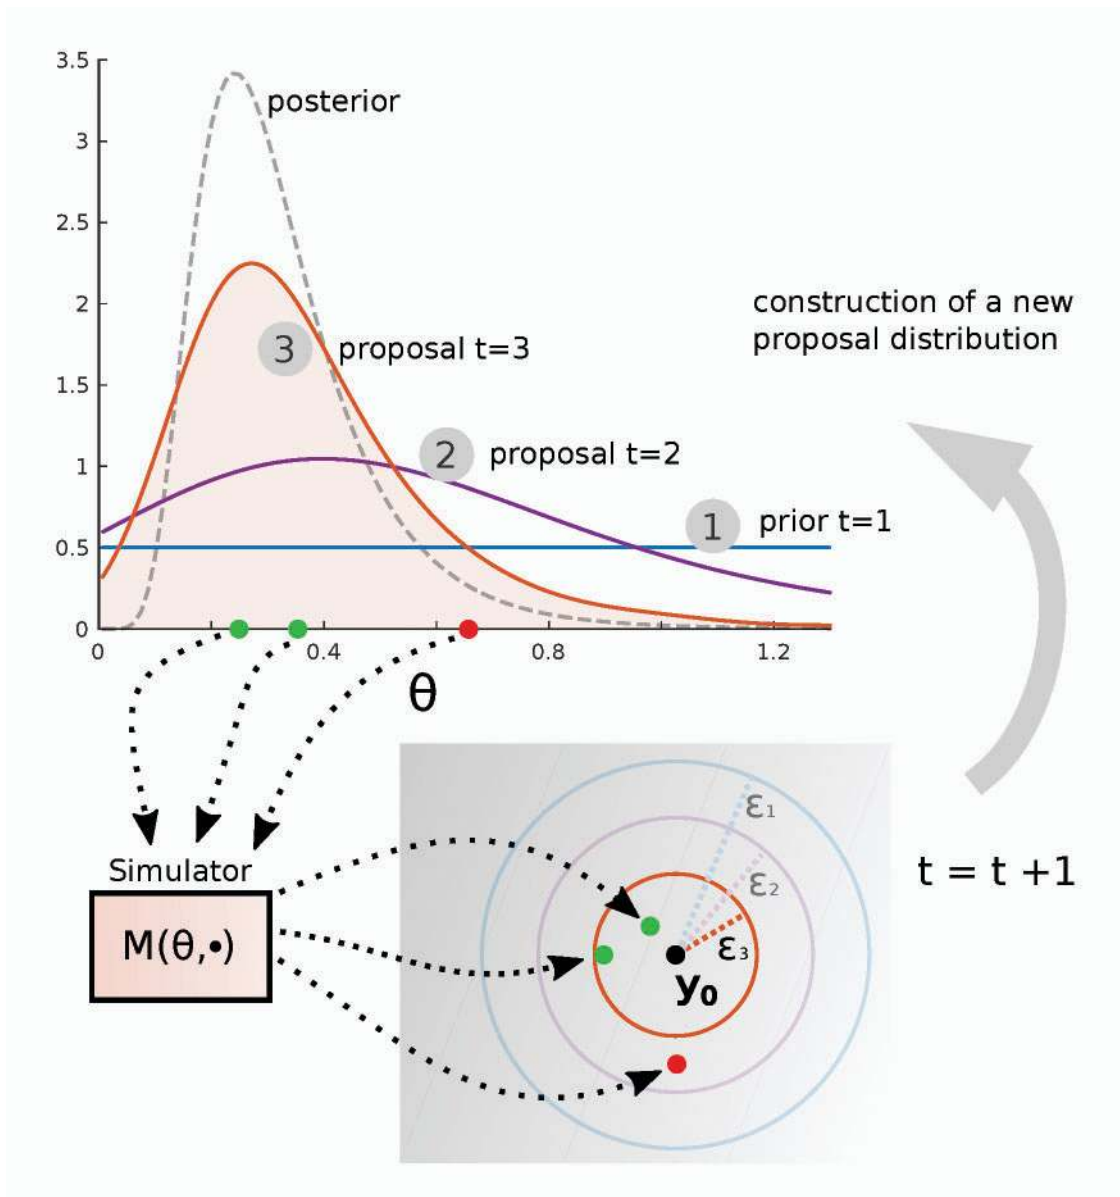 3.5
posterior
3
2.5
2
construction of a new
proposal distribution
3 proposal t=3
1.5
2 proposal t=2
1
1 prior t=1
0.5
0
0 0.4 0.8 1.2
θ
ε₁
ε₂
t = t +1
Simulator
M(θ,•)
ε₃
y₀